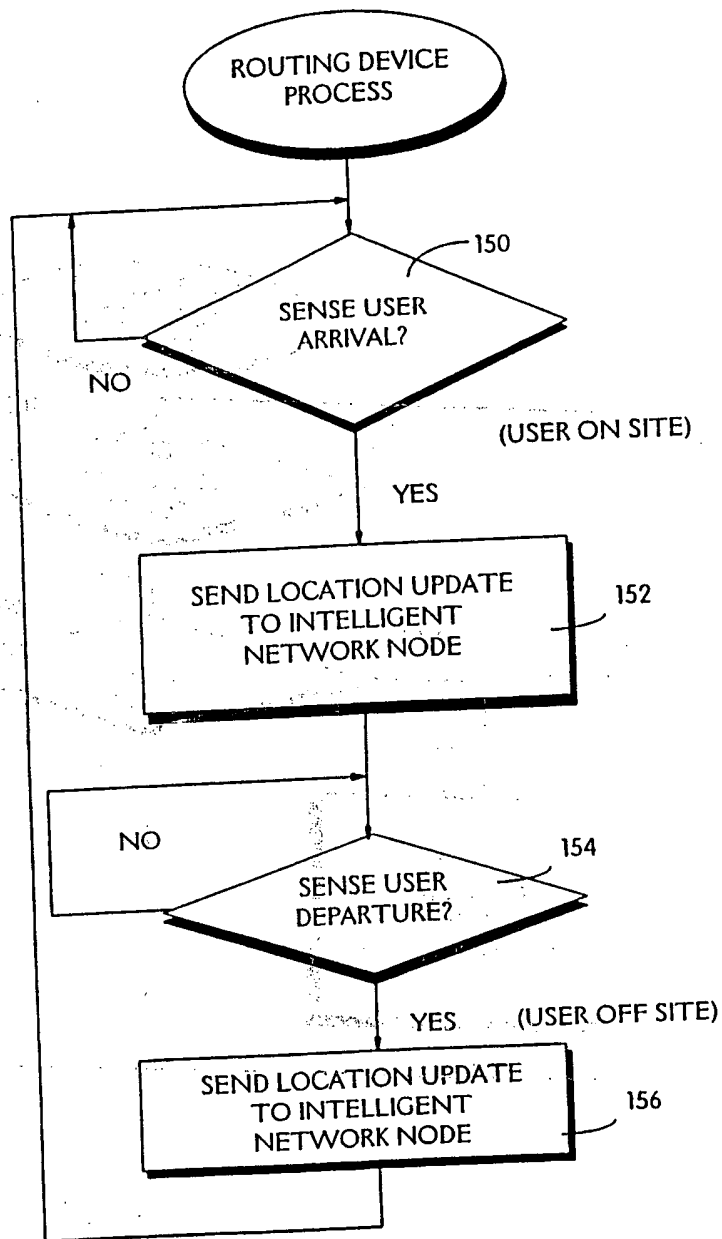 ROUTING DEVICE
PROCESS
150
SENSE USER
ARRIVAL?
NO
(USER ON SITE)
YES
SEND LOCATION UPDATE
TO INTELLIGENT
NETWORK NODE
152
NO
154
SENSE USER
DEPARTURE?
YES
(USER OFF SITE)
SEND LOCATION UPDATE
TO INTELLIGENT
NETWORK NODE
156